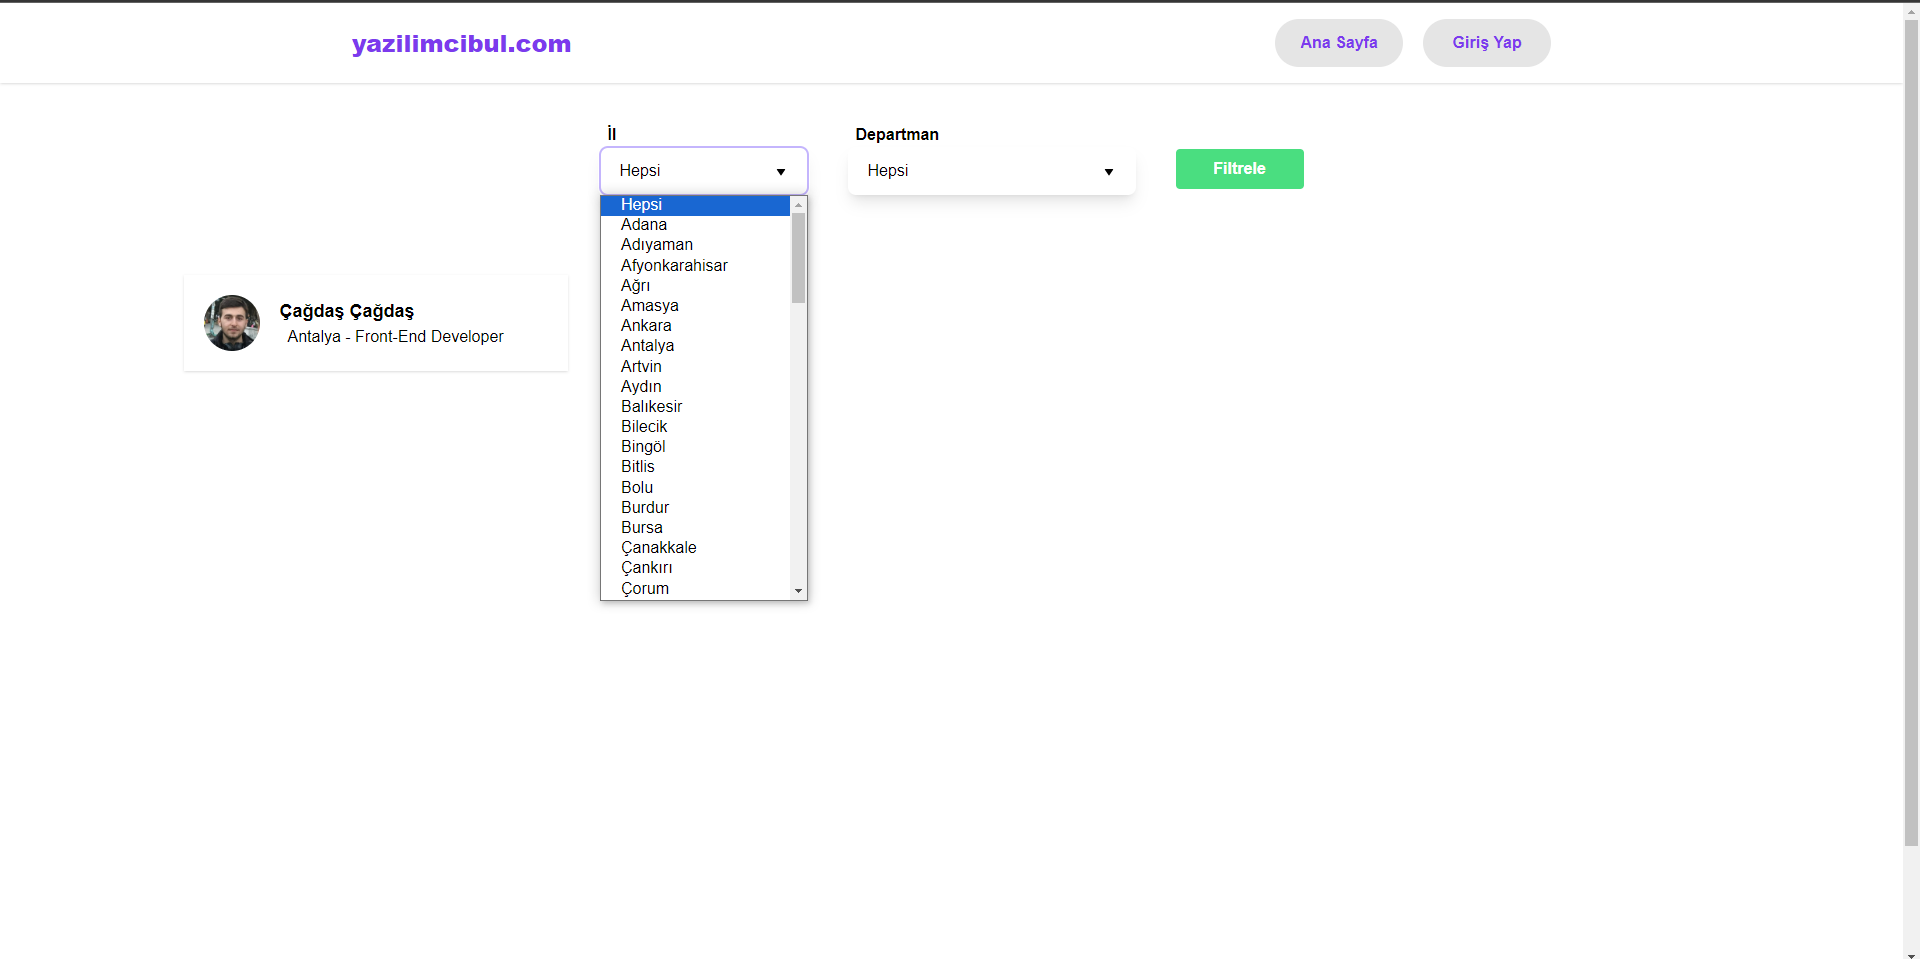 yazilimcibul.com
Ana Sayfa
Giriş Yap
İl
Departman
Hepsi
Hepsi
Filtrele
Hepsi
Adana
Adıyaman
Afyonkarahisar
Ağrı
Amasya
Ankara
Antalya
Artvin
Aydın
Balıkesir
Bilecik
Bingöl
Bitlis
Bolu
Burdur
Bursa
Çanakkale
Çankırı
Çorum
Çağdaş Çağdaş
Antalya - Front-End Developer